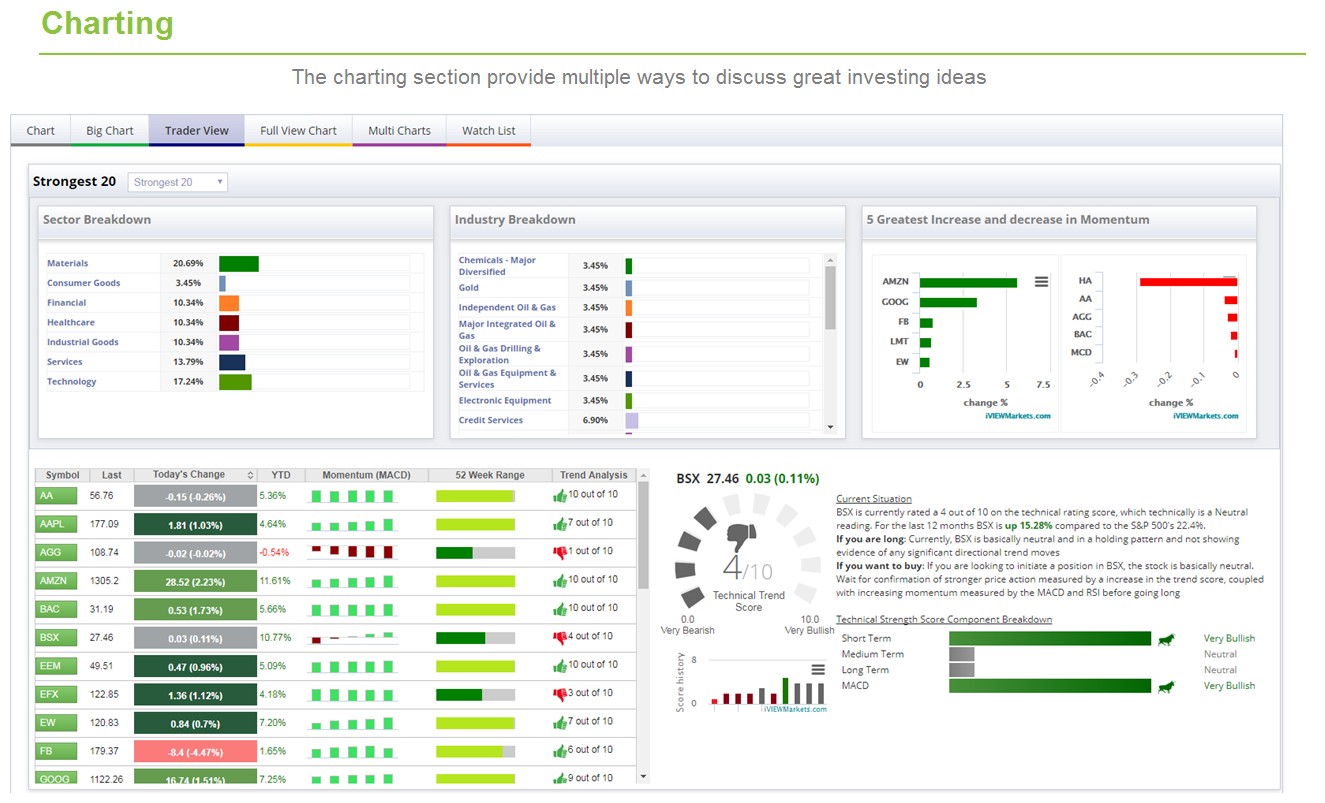 Charting
The charting section provide multiple ways to discuss great investing ideas
Chart Big Chart Trader View Full View Chart Multi Charts Watch List
Strongest 20 Strongest 20
Sector Breakdown
Materials 20.69%
Consumer Goods 3.45%
Financial 10.34%
Healthcare 10.34%
Industrial Goods 10.34%
Services 13.79%
Technology 17.24%
Industry Breakdown
Chemicals - Major
Diversified 3.45%
Gold 3.45%
Independent Oil & Gas 3.45%
Major Integrated Oil &
Gas 3.45%
Oil & Gas Drilling &
Exploration 3.45%
Oil & Gas Equipment &
Services 3.45%
Electronic Equipment 3.45%
Credit Services 6.90%
5 Greatest Increase and decrease in Momentum
AMZN
GOOG
FB
LMT
EW
0 2.5 5 7.5
change %
iVIEWMarkets.com
HA
AA
AGG
BAC
MCD
-0.4 -0.3 -0.2 -0.1 0
change %
iVIEWMarkets.com
Symbol Last Today's Change YTD Momentum (MACD) 52 Week Range Trend Analysis
AA 56.76 -0.15 (-0.26%) 5.36% 10 out of 10
AAPL 177.09 1.81 (1.03%) 4.64% 7 out of 10
AGG 108.74 -0.02 (-0.02%) -0.54% 1 out of 10
AMZN 1305.2 28.52 (2.23%) 11.61% 10 out of 10
BAC 31.19 0.53 (1.73%) 5.66% 10 out of 10
BSX 27.46 0.03 (0.11%) 10.77% 4 out of 10
EEM 49.51 0.47 (0.96%) 5.09% 10 out of 10
EFX 122.85 1.36 (1.12%) 4.18% 3 out of 10
EW 120.83 0.84 (0.7%) 7.20% 7 out of 10
FB 179.37 -8.4 (-4.47%) 1.65% 6 out of 10
GOOG 1122.26 16.74 (1.51%) 7.25% 9 out of 10
BSX 27.46 0.03 (0.11%)
4/10
Technical Trend
Score
0.0 10.0
Very Bearish Very Bullish
Score history
8
0
iVIEWMarkets.com
Current Situation
BSX is currently rated a 4 out of 10 on the technical rating score, which technically is a Neutral
reading. For the last 12 months BSX is up 15.28% compared to the S&P 500's 22.4%.
If you are long: Currently, BSX is basically neutral and in a holding pattern and not showing
evidence of any significant directional trend moves
If you want to buy: If you are looking to initiate a position in BSX, the stock is basically neutral.
Wait for confirmation of stronger price action measured by a increase in the trend score, coupled
with increasing momentum measured by the MACD and RSI before going long
Technical Strength Score Component Breakdown
Short Term Very Bullish
Medium Term Neutral
Long Term Neutral
MACD Very Bullish